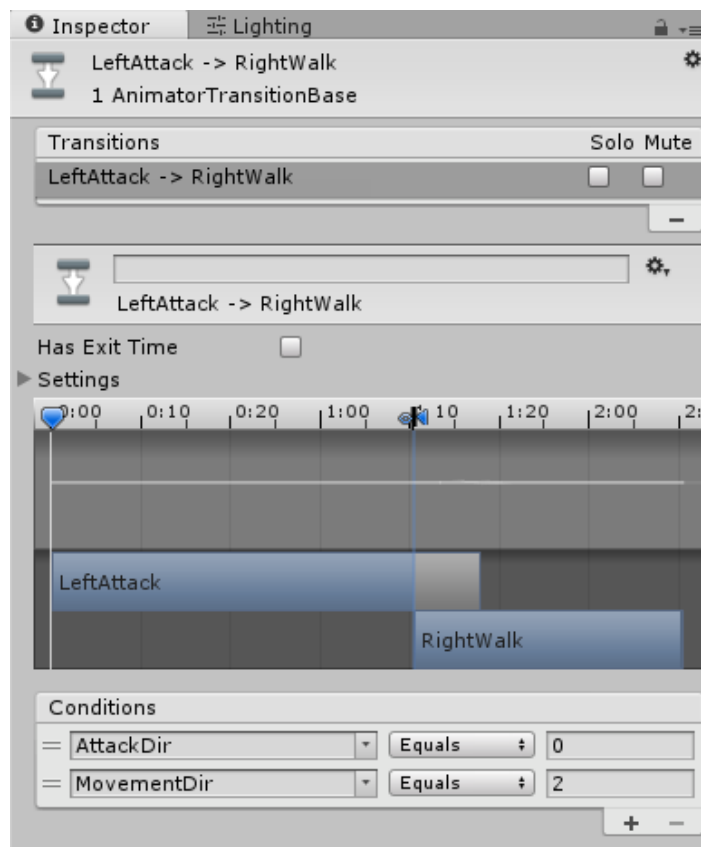 Inspector Lighting
LeftAttack -> RightWalk
1 AnimatorTransitionBase
Transitions Solo Mute
LeftAttack -> RightWalk
LeftAttack -> RightWalk
Has Exit Time
Settings
0:00 0:10 0:20 1:00 10 1:20 2:00 2:
LeftAttack
RightWalk
Conditions
AttackDir Equals 0
MovementDir Equals 2